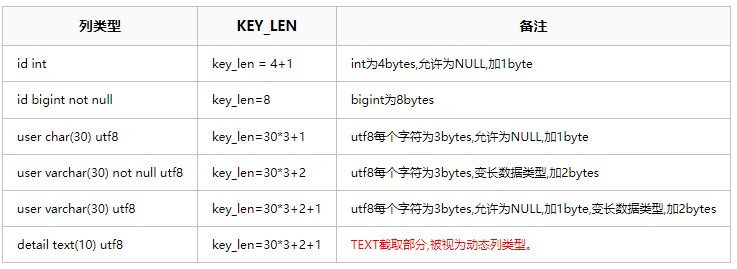 列类型 KEY_LEN 备注
id int key_len = 4+1 int为4bytes,允许为NULL,加1byte
id bigint not null key_len=8 bigint为8bytes
user char(30) utf8 key_len=30*3+1 utf8每个字符为3bytes,允许为NULL,加1byte
user varchar(30) not null utf8 key_len=30*3+2 utf8每个字符为3bytes,变长数据类型,加2bytes
user varchar(30) utf8 key_len=30*3+2+1 utf8每个字符为3bytes,允许为NULL,加1byte,变长数据类型,加2bytes
detail text(10) utf8 key_len=30*3+2+1 TEXT截取部分,被视为动态列类型。